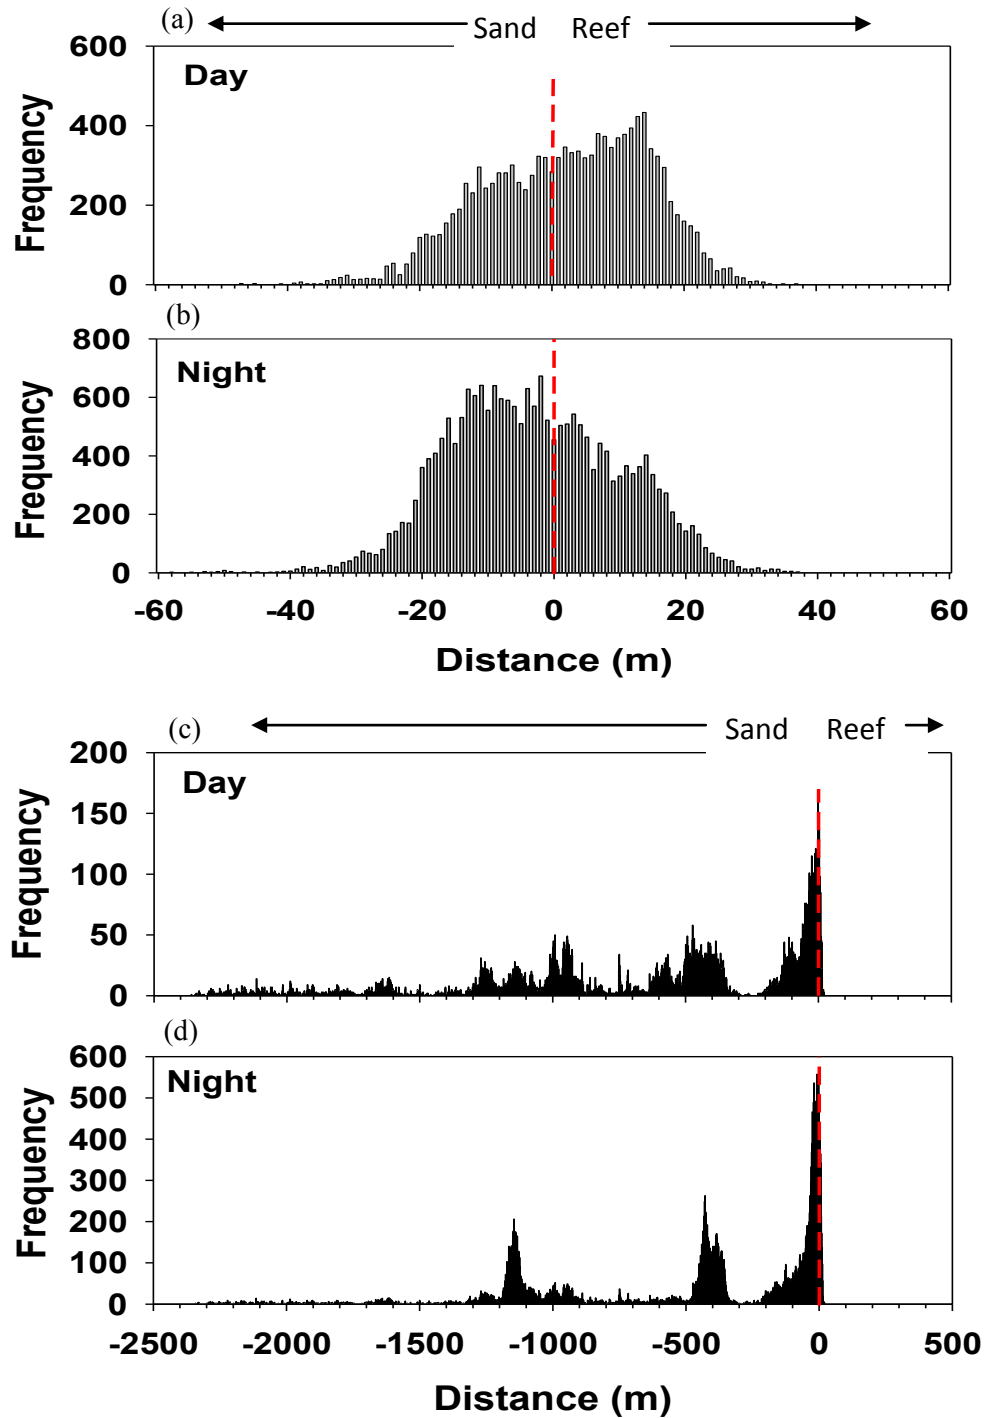 (a)
Sand Reef
600
Day
400
200
0
Frequency
(b)
800
Night
600
400
200
0
Frequency
-60 -40 -20 0 20 40 60
Distance (m)
(c)
Sand Reef
200
Day
150
100
50
0
Frequency
(d)
600
Night
500
400
300
200
100
0
Frequency
-2500 -2000 -1500 -1000 -500 0 500
Distance (m)